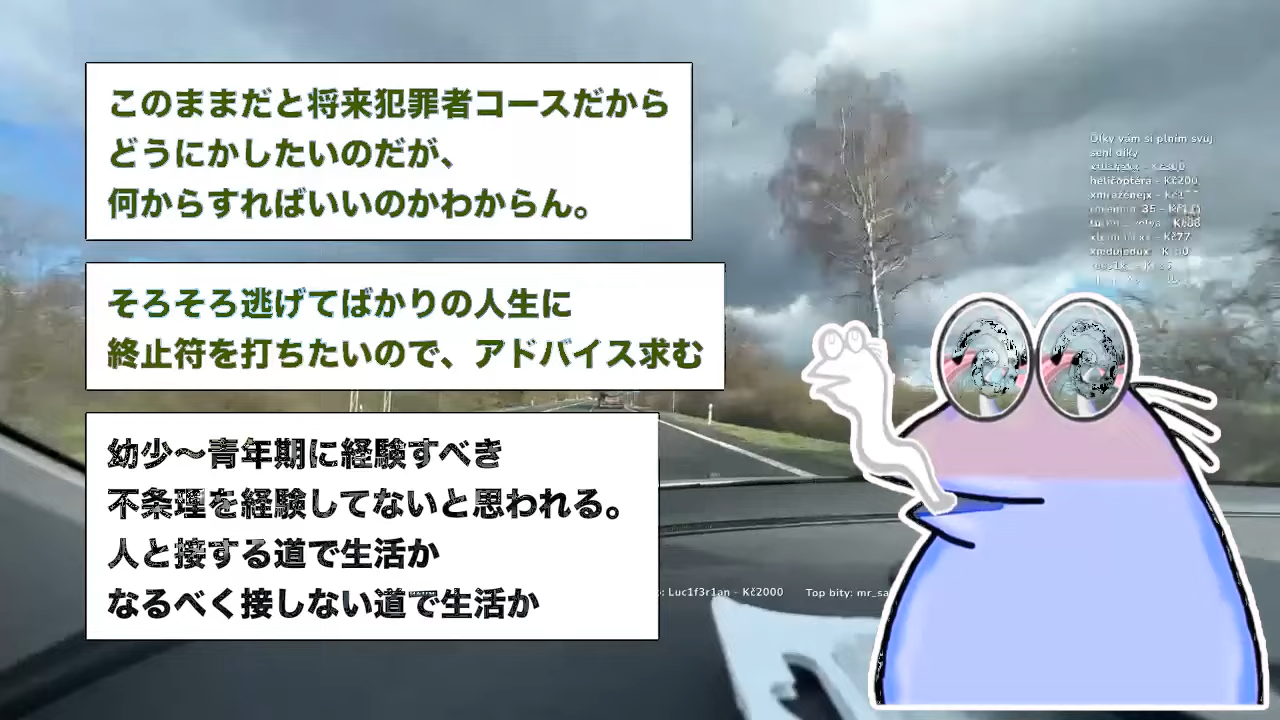 このままだと将来犯罪者コースだから
どうにかしたいのだが、
何からすればいいのかわからん。
そろそろ逃げてばかりの人生に
終止符を打ちたいので、アドバイス求む
幼少～青年期に経験すべき
不条理を経験してないと思われる。
人と接する道で生活か
なるべく接しない道で生活か
Díky vám si plním svuj
sen! díky
helicoptera - Kč200
35
Kč77
: Luc1f3r1an - Kč2000
Top bity: mr_sa